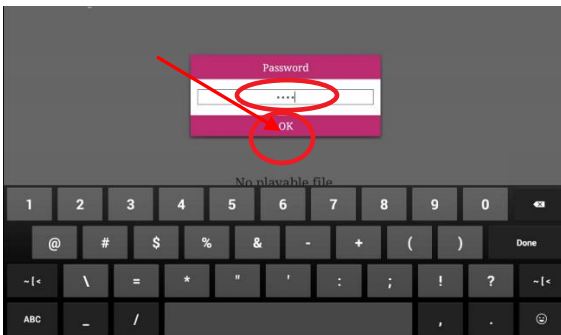 Password
••••
OK
No playable file
1 2 3 4 5 6 7 8 9 0
@ # $ % & - + ( ) Done
~[< \ = * " ' : ; ! ? ~[<
ABC _ / , .